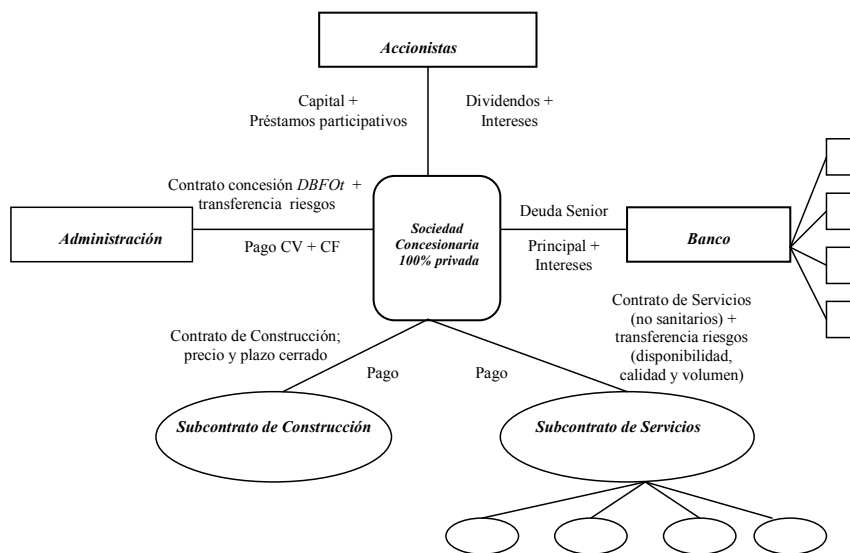 Accionistas
Capital +
Préstamos participativos
Dividendos +
Intereses
Contrato concesión DBFOt +
transferencia riesgos
Administración
Pago CV + CF
Sociedad
Concesionaria
100% privada
Deuda Senior
Principal +
Intereses
Banco
Contrato de Construcción;
precio y plazo cerrado
Pago
Pago
Contrato de Servicios
(no sanitarios) +
transferencia riesgos
(disponibilidad,
calidad y volumen)
Subcontrato de Construcción
Subcontrato de Servicios